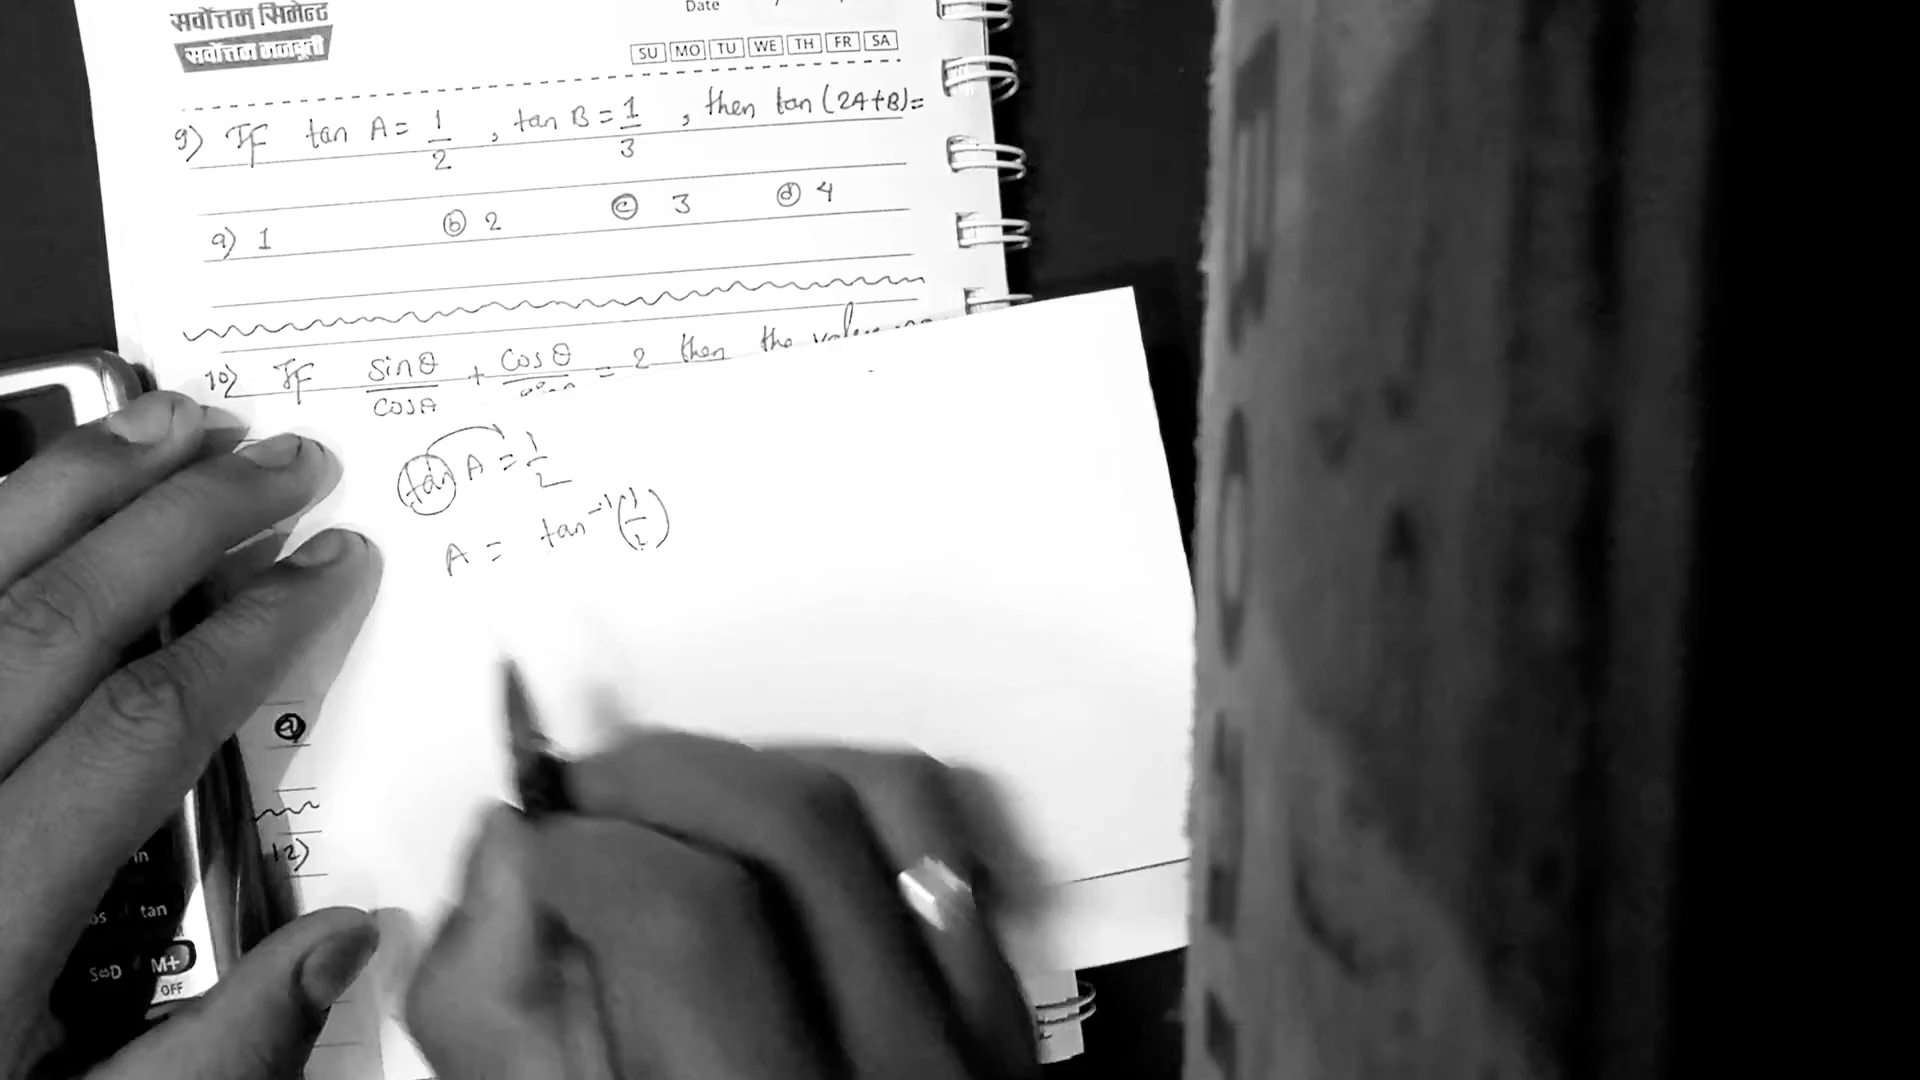 सर्वोत्तम सिमेन्ट
सर्वोत्तम मजबूती
Date
SU MO TU WE TH FR SA
9) If tan A = 1/2 , tan B = 1/3 , then tan (2A+B)=
a) 1 ⓑ 2 ⓒ 3 ⓓ 4
10) If sinθ/cosθ + cosθ = 2 then the value
tan A = 1/2
A = tan⁻¹(1/2)
ⓐ
12)
tan
S⇔D M+
OFF